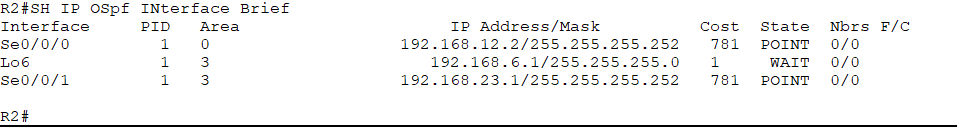 R2#SH IP OSpf INterface Brief
Interface PID Area IP Address/Mask Cost State Nbrs F/C
Se0/0/0 1 0 192.168.12.2/255.255.255.252 781 POINT 0/0
Lo6 1 3 192.168.6.1/255.255.255.0 1 WAIT 0/0
Se0/0/1 1 3 192.168.23.1/255.255.255.252 781 POINT 0/0
R2#